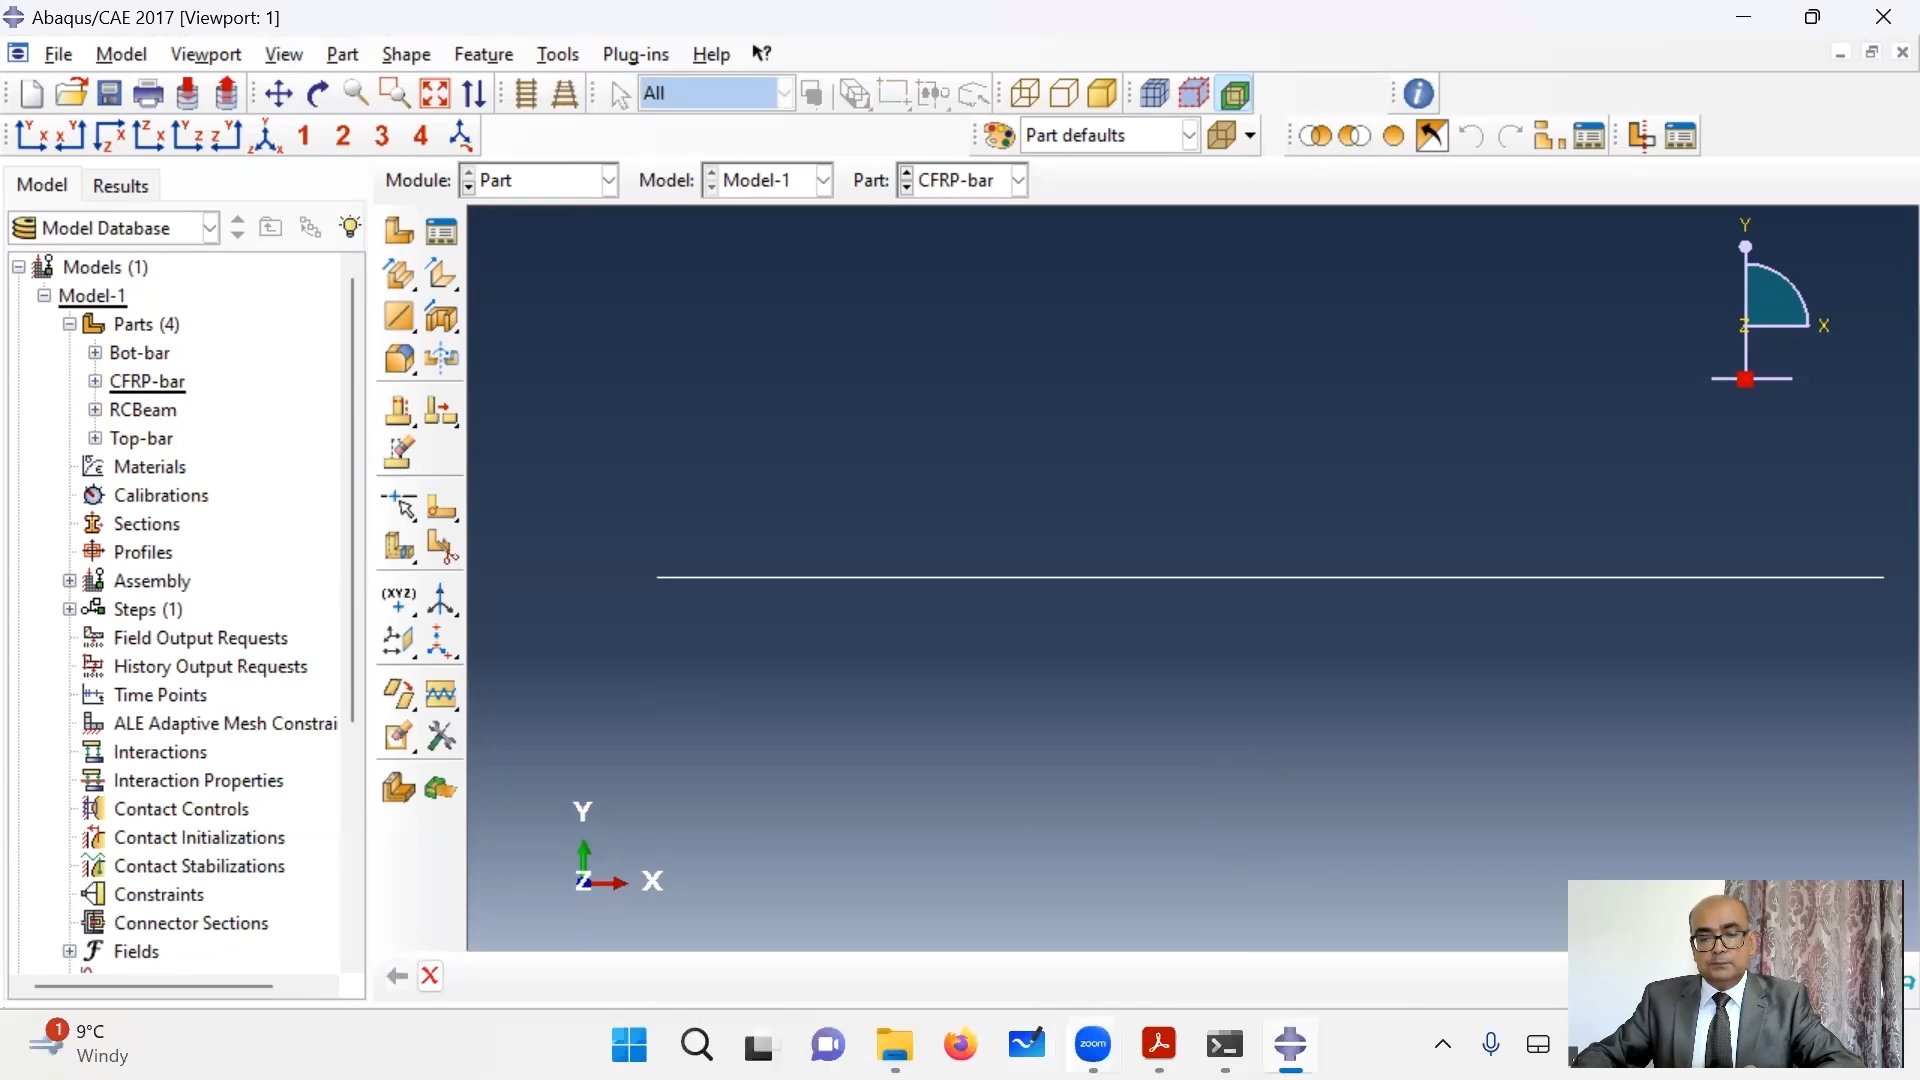 Abaqus/CAE 2017 [Viewport: 1]
File Model Viewport View Part Shape Feature Tools Plug-ins Help
All
1 2 3 4
Part defaults
Model Results
Module: Part Model: Model-1 Part: CFRP-bar
Model Database
Models (1)
Model-1
Parts (4)
Bot-bar
CFRP-bar
RCBeam
Top-bar
Materials
Calibrations
Sections
Profiles
Assembly
Steps (1)
Field Output Requests
History Output Requests
Time Points
ALE Adaptive Mesh Constrai
Interactions
Interaction Properties
Contact Controls
Contact Initializations
Contact Stabilizations
Constraints
Connector Sections
Fields
(XYZ)
Y
Z X
Y
Z X
1
9°C
Windy
zoom